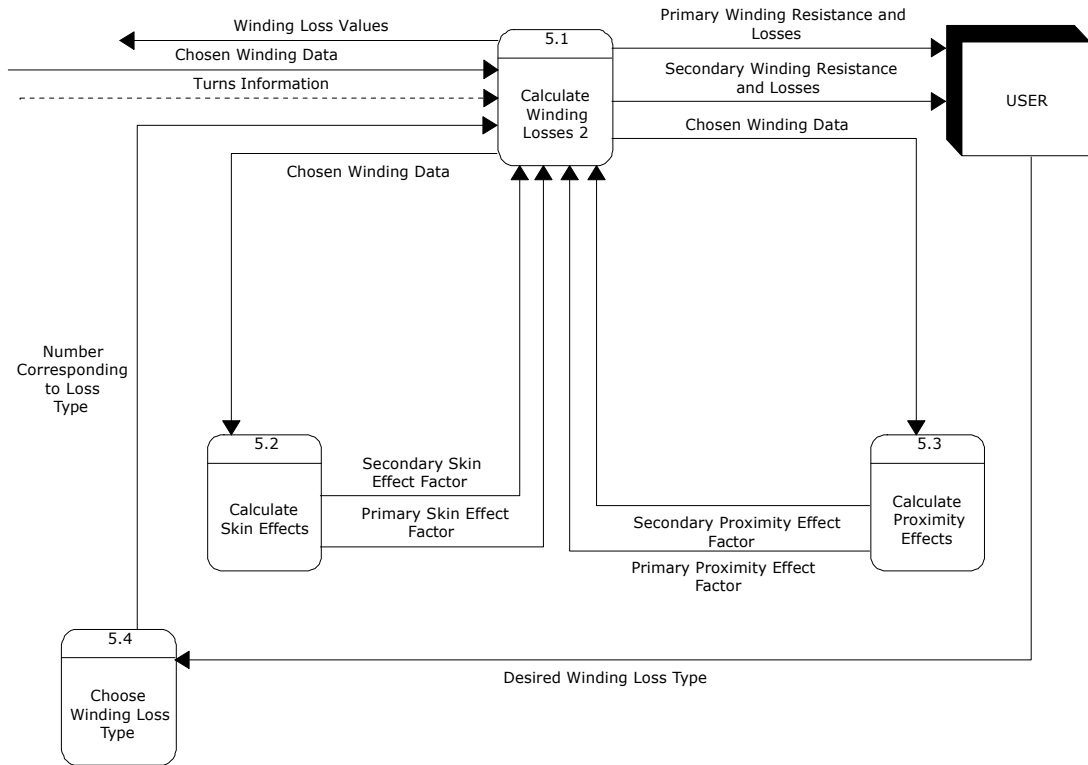 Winding Loss Values
Chosen Winding Data
Turns Information
5.1
Calculate
Winding
Losses 2
Primary Winding Resistance and
Losses
Secondary Winding Resistance
and Losses
Chosen Winding Data
USER
Chosen Winding Data
Number
Corresponding
to Loss
Type
5.2
Calculate
Skin Effects
Secondary Skin
Effect Factor
Primary Skin Effect
Factor
5.3
Calculate
Proximity
Effects
Secondary Proximity Effect
Factor
Primary Proximity Effect
Factor
5.4
Choose
Winding Loss
Type
Desired Winding Loss Type